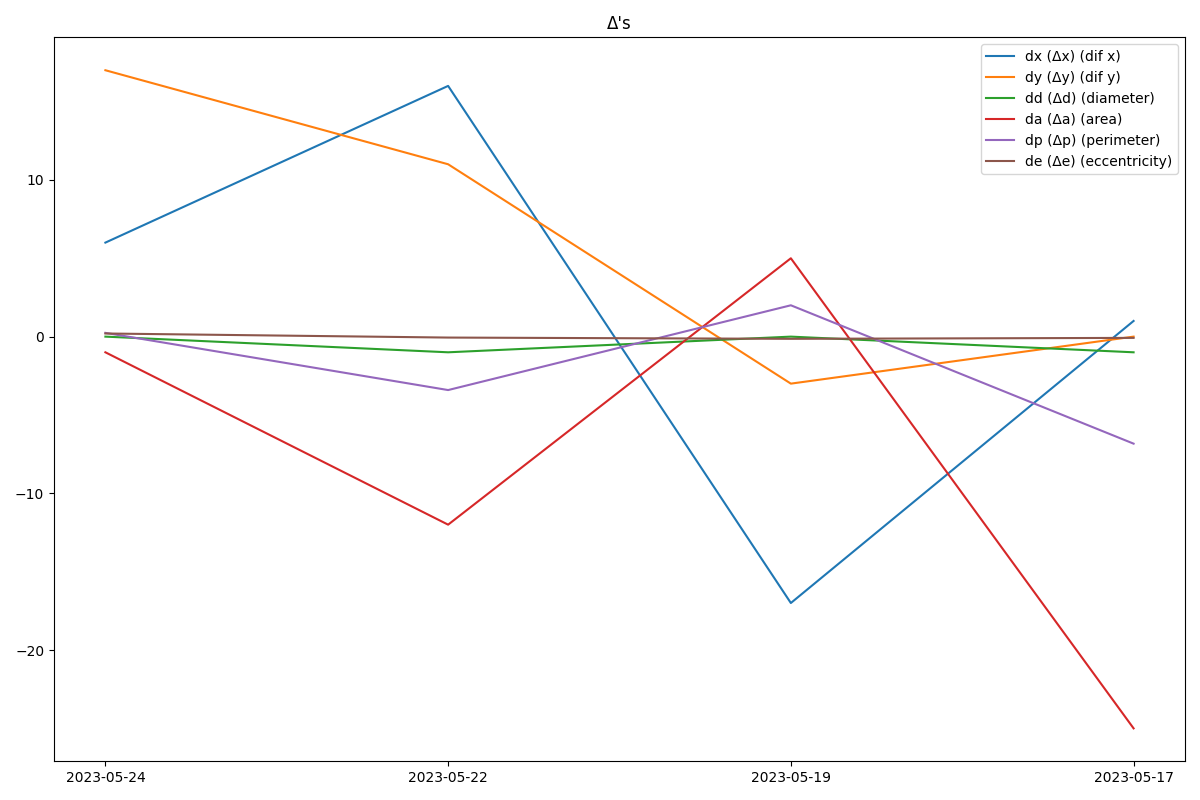 Δ's
dx (Δx) (dif x)
dy (Δy) (dif y)
dd (Δd) (diameter)
da (Δa) (area)
dp (Δp) (perimeter)
de (Δe) (eccentricity)
10
0
−10
−20
2023-05-24 2023-05-22 2023-05-19 2023-05-17